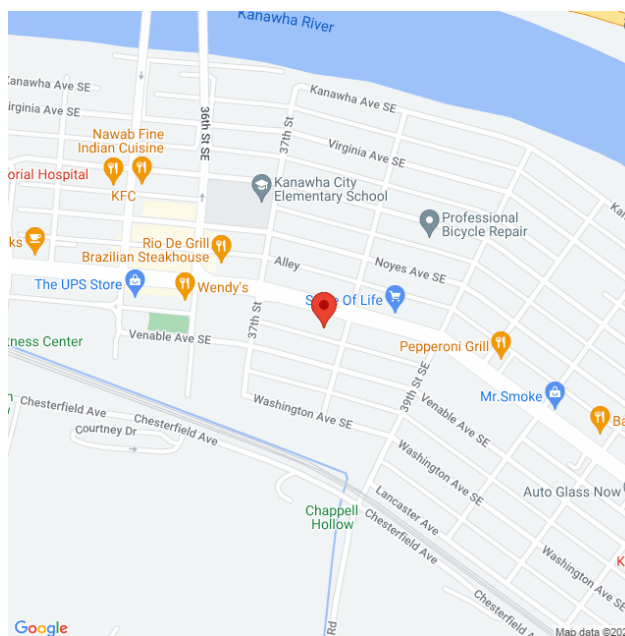 Kanawha River
Kanawha Ave SE
Kanawha Ave SE
Virginia Ave SE
36th St SE
37th St
Virginia Ave SE
Nawab Fine
Indian Cuisine
orial Hospital
KFC
Kanawha City
Elementary School
Professional
Bicycle Repair
ks
Rio De Grill
Brazilian Steakhouse
Alley
Noyes Ave SE
The UPS Store
Wendy's
Of Life
37th St
Pepperoni Grill
tness Center
Venable Ave SE
39th St SE
Mr.Smoke
Chesterfield Ave
Chesterfield Ave
Courtney Dr
Washington Ave SE
Venable Ave SE
Ba
Washington Ave SE
Auto Glass Now
Lancaster Ave
Chappell
Hollow
Chesterfield Ave
Washington Ave SE
K
Chesterfield Ave
Rd
Google
Map data ©202